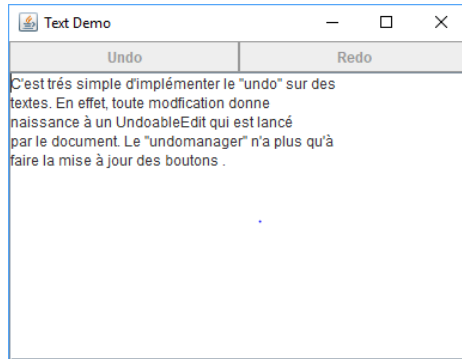 Text Demo
Undo Redo
C'est trés simple d'implémenter le "undo" sur des
textes. En effet, toute modfication donne
naissance à un UndoableEdit qui est lancé
par le document. Le "undomanager" n'a plus qu'à
faire la mise à jour des boutons .